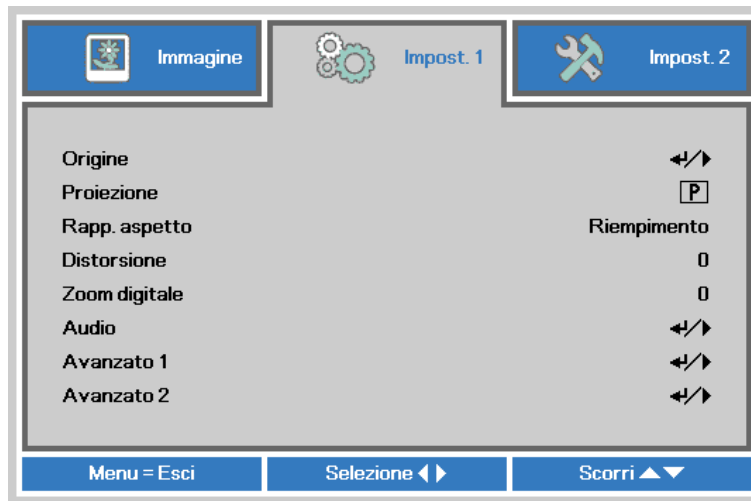 Immagine
Impost. 1
Impost. 2
Origine
Proiezione P
Rapp. aspetto Riempimento
Distorsione 0
Zoom digitale 0
Audio
Avanzato 1
Avanzato 2
Menu = Esci
Selezione
Scorri